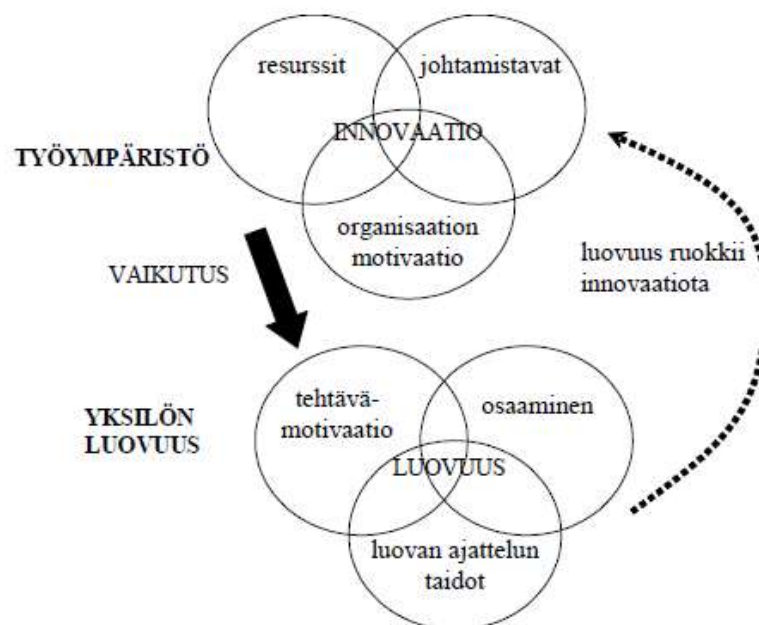 resurssit
johtamistavat
INNOVAATIO
TYÖYMPÄRISTÖ
organisaation
motivaatio
VAIKUTUS
luovuus ruokkii
innovaatiota
tehtävä-
motivaatio
osaaminen
YKSILÖN
LUOVUUS
LUOVUUS
luovan ajattelun
taidot